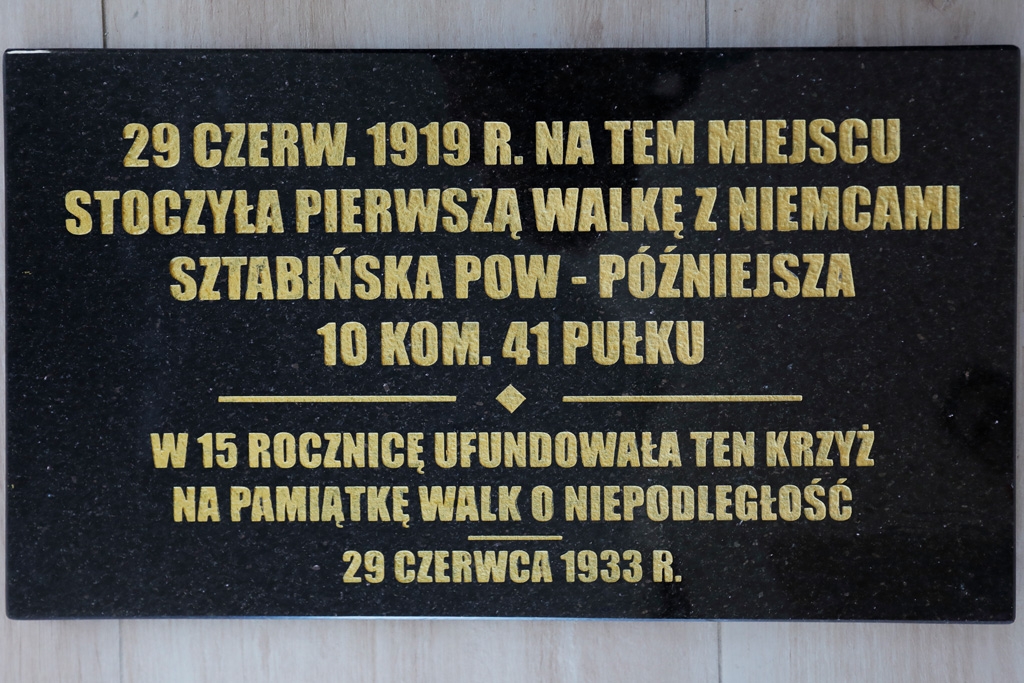 29 CZERW. 1919 R. NA TEM MIEJSCU
STOCZYŁA PIERWSZĄ WALKĘ Z NIEMCAMI
SZTABIŃSKA POW - PÓŹNIEJSZA
10 KOM. 41 PUŁKU
W 15 ROCZNICĘ UFUNDOWAŁA TEN KRZYŻ
NA PAMIĄTKĘ WALK O NIEPODLEGŁOŚĆ
29 CZERWCA 1933 R.